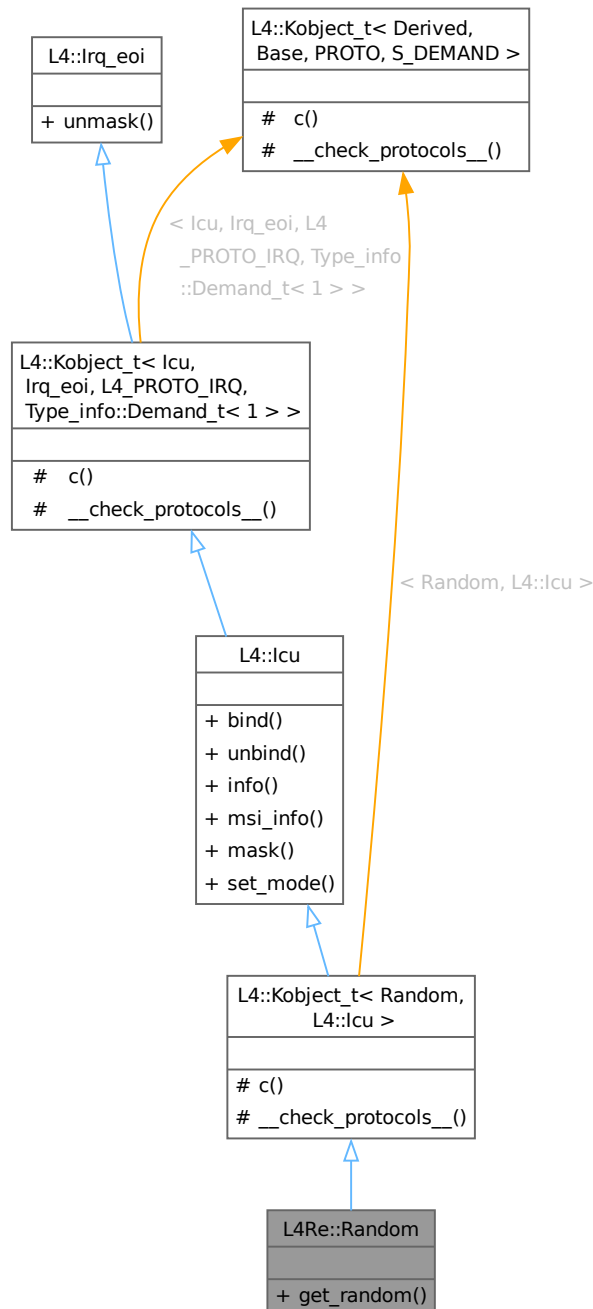 L4::Irq_eoi
+ unmask()
L4::Kobject_t< Derived,
Base, PROTO, S_DEMAND >
# c()
# __check_protocols__()
< Icu, Irq_eoi, L4
_PROTO_IRQ, Type_info
::Demand_t< 1 > >
L4::Kobject_t< Icu,
Irq_eoi, L4_PROTO_IRQ,
Type_info::Demand_t< 1 > >
# c()
# __check_protocols__()
< Random, L4::Icu >
L4::Icu
+ bind()
+ unbind()
+ info()
+ msi_info()
+ mask()
+ set_mode()
L4::Kobject_t< Random,
L4::Icu >
# c()
# __check_protocols__()
L4Re::Random
+ get_random()